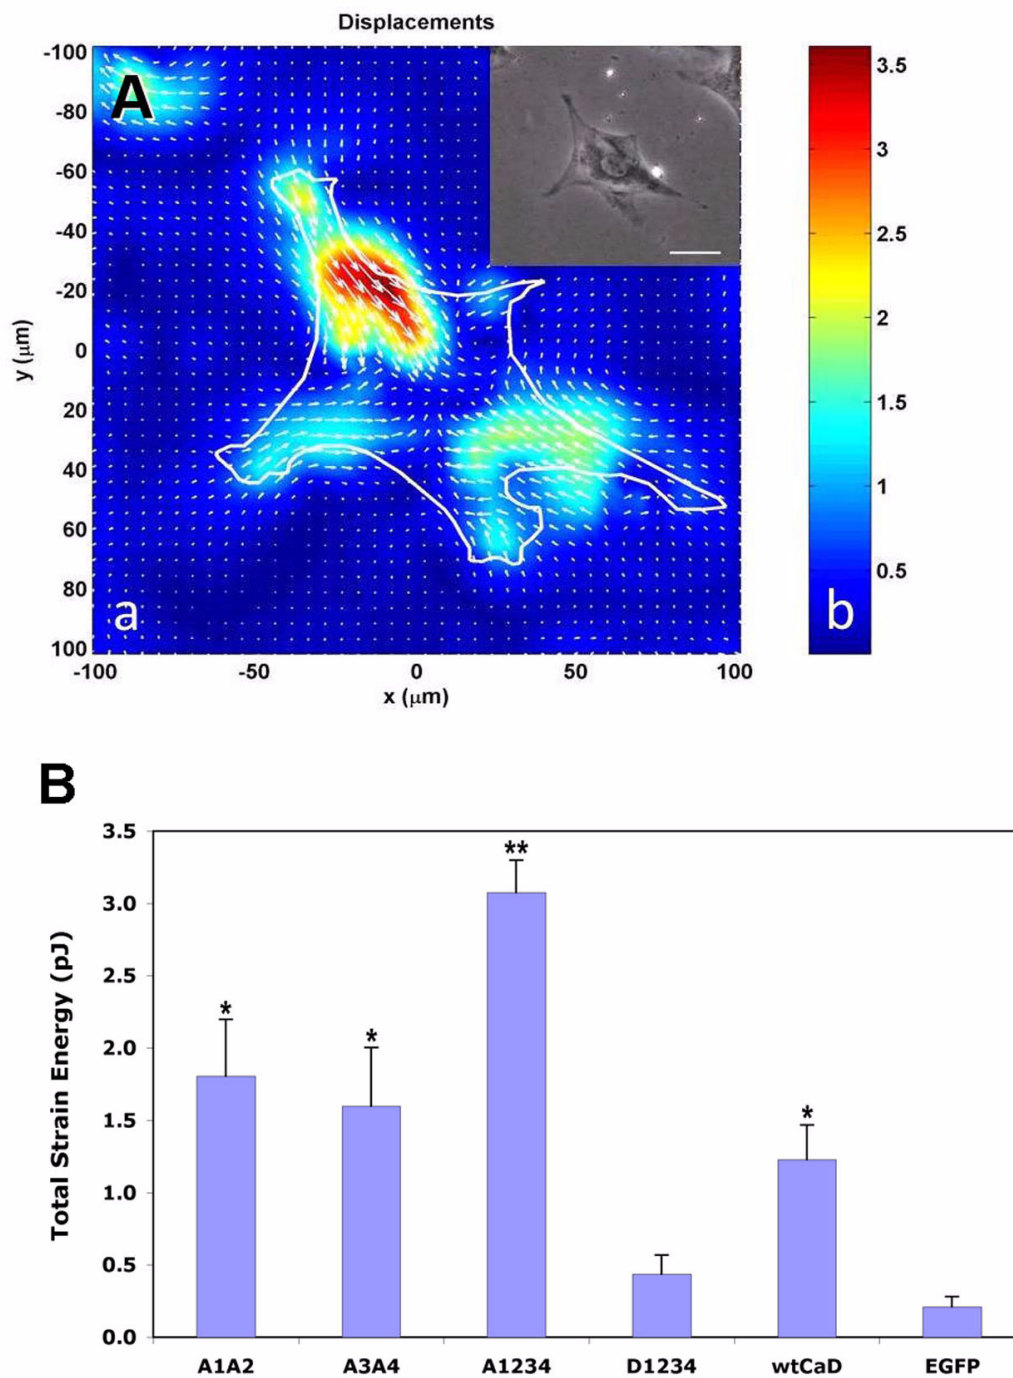 Displacements
A
-100
-80
-60
-40
-20
0
20
40
60
80
100
y (μm)
-100 -50 0 50 100
x (μm)
a
3.5
3
2.5
2
1.5
1
0.5
b
B
3.5
3.0
2.5
2.0
1.5
1.0
0.5
0.0
Total Strain Energy (pJ)
* * ** *
A1A2 A3A4 A1234 D1234 wtCaD EGFP